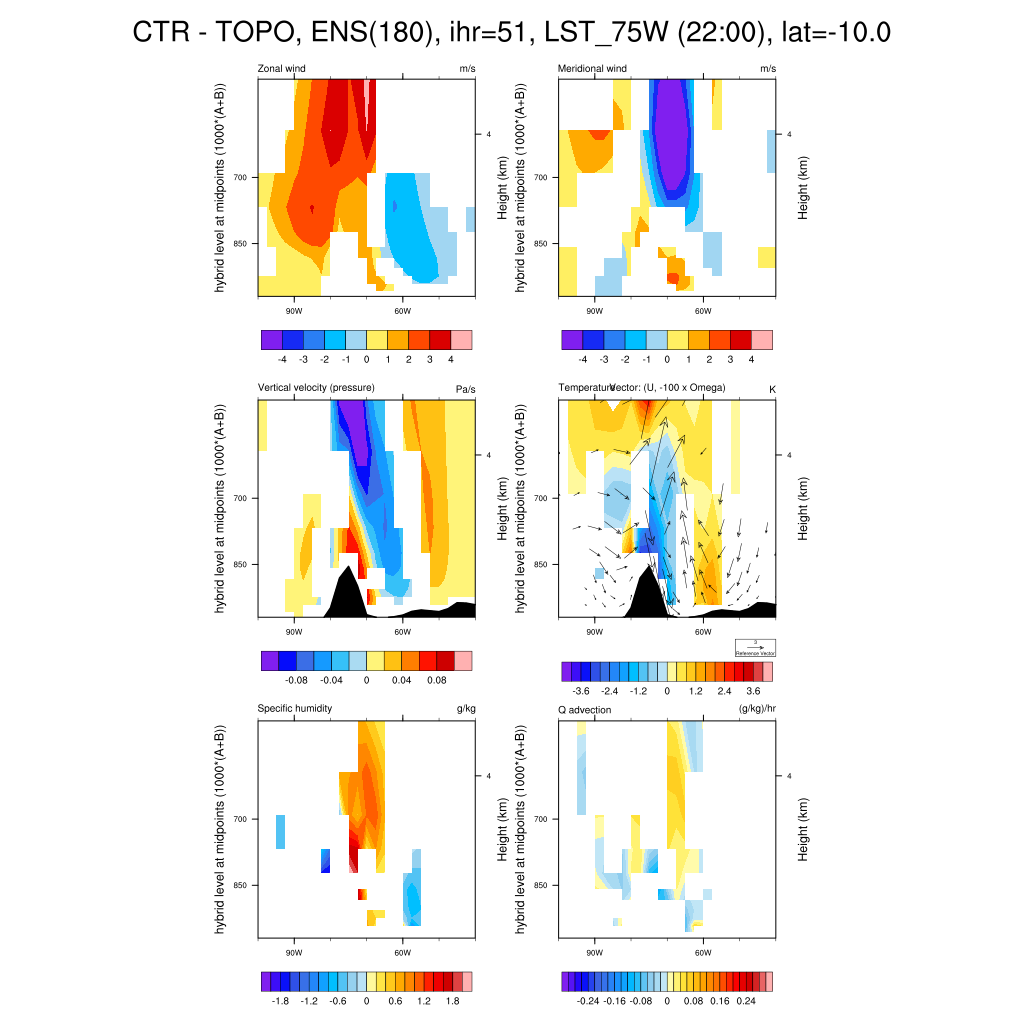 CTR - TOPO, ENS(180), ihr=51, LST_75W (22:00), lat=-10.0
Zonal wind m/s
hybrid level at midpoints (1000*(A+B))
700
850
4
Height (km)
90W 60W
-4 -3 -2 -1 0 1 2 3 4
Meridional wind m/s
hybrid level at midpoints (1000*(A+B))
700
850
4
Height (km)
90W 60W
-4 -3 -2 -1 0 1 2 3 4
Vertical velocity (pressure) Pa/s
hybrid level at midpoints (1000*(A+B))
700
850
4
Height (km)
90W 60W
-0.08 -0.04 0 0.04 0.08
Temperature Vector: (U, -100 x Omega) K
hybrid level at midpoints (1000*(A+B))
700
850
4
Height (km)
90W 60W
3
Reference Vector
-3.6 -2.4 -1.2 0 1.2 2.4 3.6
Specific humidity g/kg
hybrid level at midpoints (1000*(A+B))
700
850
4
Height (km)
90W 60W
-1.8 -1.2 -0.6 0 0.6 1.2 1.8
Q advection (g/kg)/hr
hybrid level at midpoints (1000*(A+B))
700
850
4
Height (km)
90W 60W
-0.24 -0.16 -0.08 0 0.08 0.16 0.24